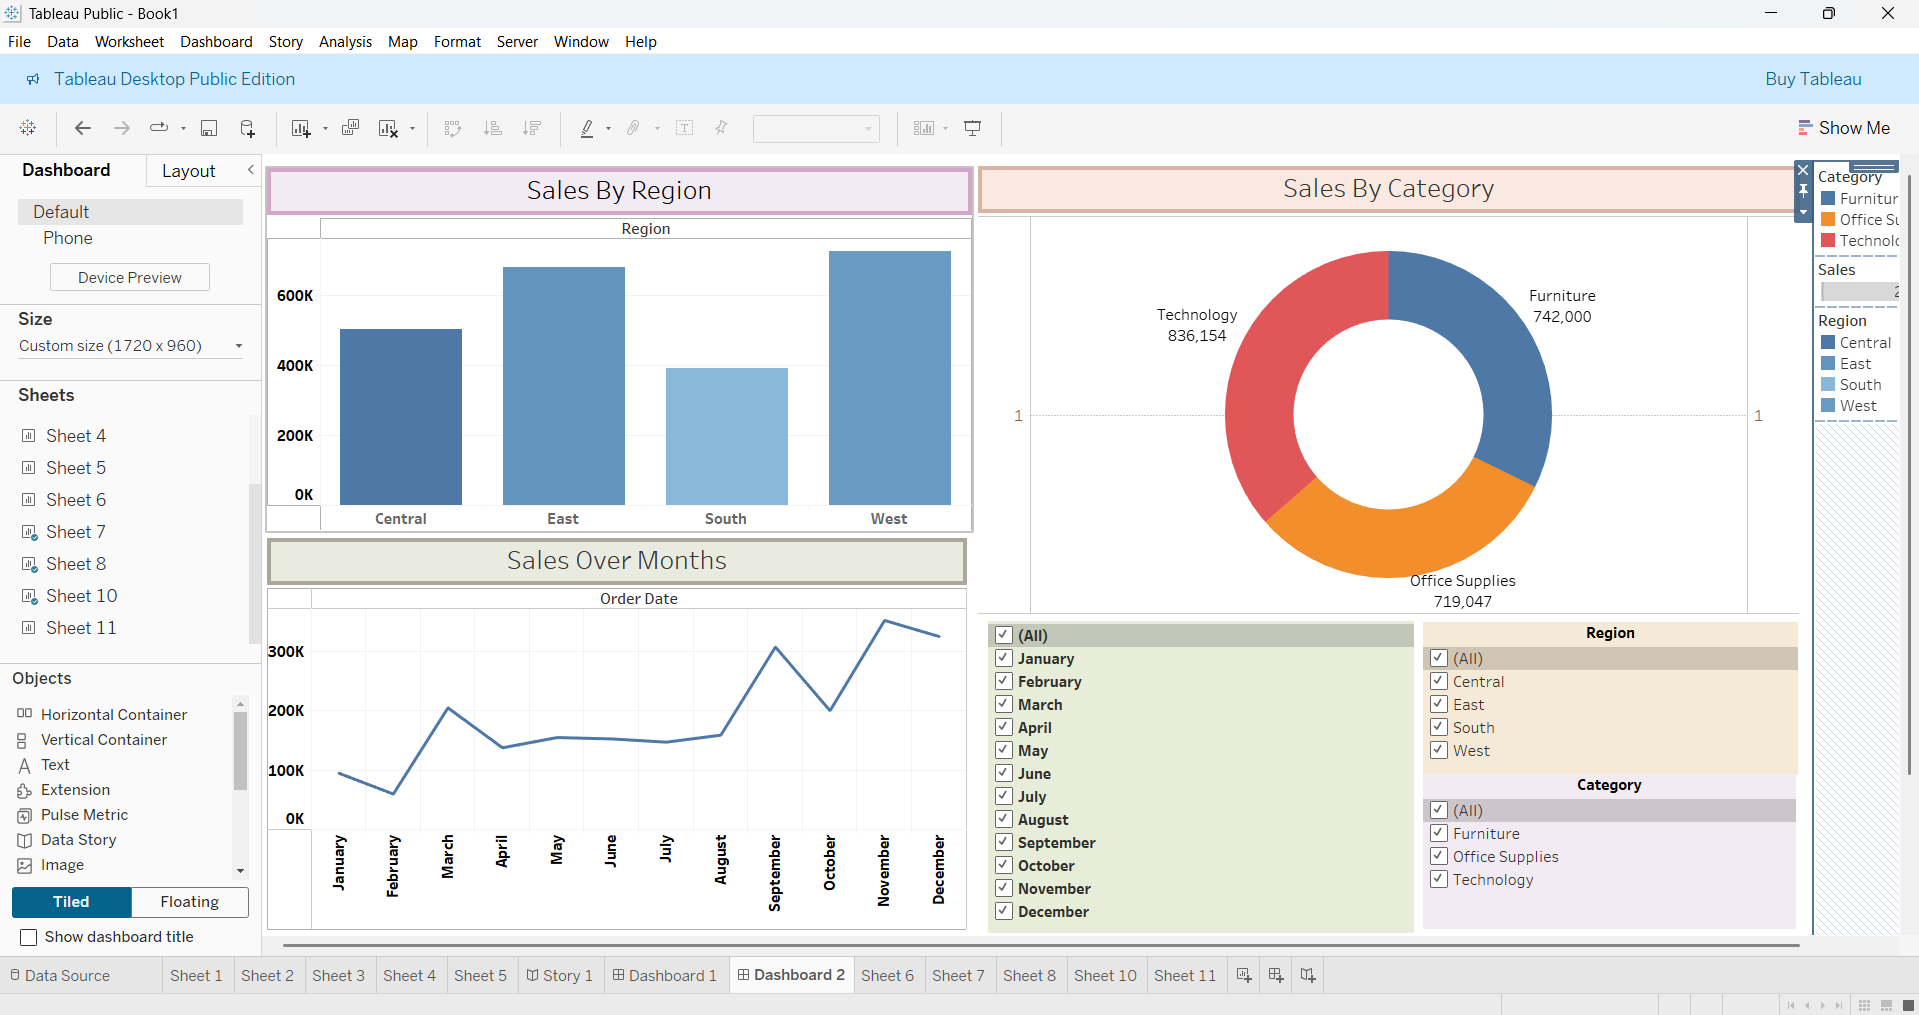 Tableau Public - Book1
File Data Worksheet Dashboard Story Analysis Map Format Server Window Help
Tableau Desktop Public Edition
Buy Tableau
Show Me
Dashboard
Layout
Default
Phone
Device Preview
Size
Custom size (1720 x 960)
Sheets
Sheet 4
Sheet 5
Sheet 6
Sheet 7
Sheet 8
Sheet 10
Sheet 11
Objects
Horizontal Container
Vertical Container
Text
Extension
Pulse Metric
Data Story
Image
Tiled
Floating
Show dashboard title
Sales By Region
Region
600K
400K
200K
0K
Central
East
South
West
Sales Over Months
Order Date
300K
200K
100K
0K
January
February
March
April
May
June
July
August
September
October
November
December
Sales By Category
1
1
Technology
836,154
Furniture
742,000
Office Supplies
719,047
(All)
January
February
March
April
May
June
July
August
September
October
November
December
Region
(All)
Central
East
South
West
Category
(All)
Furniture
Office Supplies
Technology
Category
Furnitur
Office Su
Technolo
Sales
2
Region
Central
East
South
West
Data Source
Sheet 1
Sheet 2
Sheet 3
Sheet 4
Sheet 5
Story 1
Dashboard 1
Dashboard 2
Sheet 6
Sheet 7
Sheet 8
Sheet 10
Sheet 11